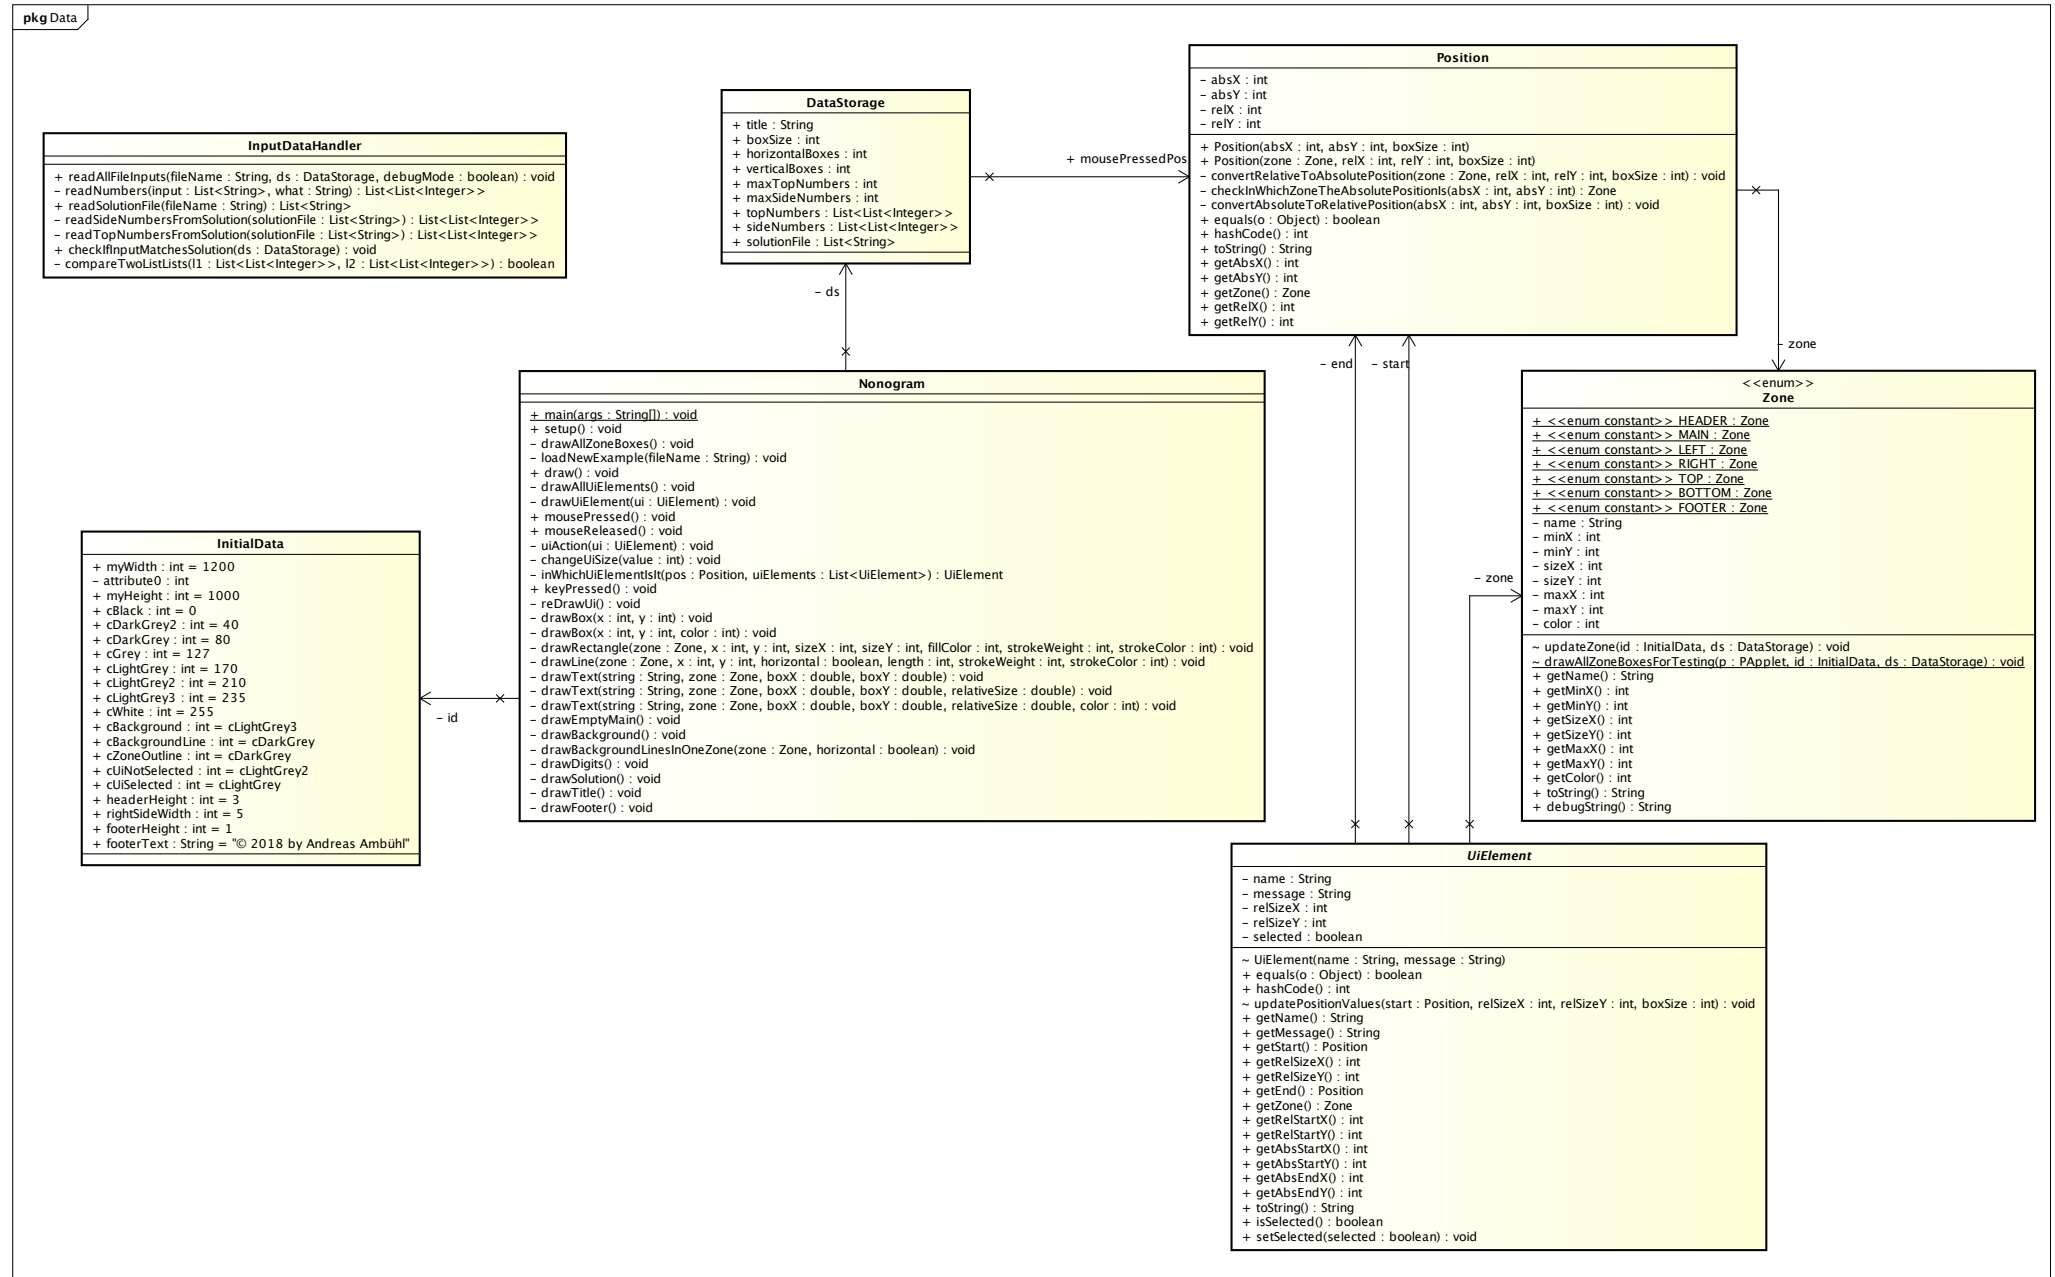 pkg Data
InputDataHandler
+ readAllFileInputs(fileName : String, ds : DataStorage, debugMode : boolean) : void
- readNumbers(input : List<String>, what : String) : List<List<Integer>>
+ readSolutionFile(fileName : String) : List<String>
- readSideNumbersFromSolution(solutionFile : List<String>) : List<List<Integer>>
- readTopNumbersFromSolution(solutionFile : List<String>) : List<List<Integer>>
+ checkIfInputMatchesSolution(ds : DataStorage) : void
- compareTwoListLists(l1 : List<List<Integer>>, l2 : List<List<Integer>>) : boolean
DataStorage
+ title : String
+ boxSize : int
+ horizontalBoxes : int
+ verticalBoxes : int
+ maxTopNumbers : int
+ maxSideNumbers : int
+ topNumbers : List<List<Integer>>
+ sideNumbers : List<List<Integer>>
+ solutionFile : List<String>
+ mousePressedPos
- ds
Position
- absX : int
- absY : int
- relX : int
- relY : int
+ Position(absX : int, absY : int, boxSize : int)
+ Position(zone : Zone, relX : int, relY : int, boxSize : int)
- convertRelativeToAbsolutePosition(zone : Zone, relX : int, relY : int, boxSize : int) : void
- checkInWhichZoneTheAbsolutePositionIs(absX : int, absY : int) : Zone
- convertAbsoluteToRelativePosition(absX : int, absY : int, boxSize : int) : void
+ equals(o : Object) : boolean
+ hashCode() : int
+ toString() : String
+ getAbsX() : int
+ getAbsY() : int
+ getZone() : Zone
+ getRelX() : int
+ getRelY() : int
- end
- start
- zone
Nonogram
+ main(args : String[]) : void
+ setup() : void
- drawAllZoneBoxes() : void
- loadNewExample(fileName : String) : void
+ draw() : void
- drawAllUiElements() : void
- drawUiElement(ui : UiElement) : void
+ mousePressed() : void
+ mouseReleased() : void
- uiAction(ui : UiElement) : void
- changeUiSize(value : int) : void
- inWhichUiElementIsIt(pos : Position, uiElements : List<UiElement>) : UiElement
+ keyPressed() : void
- reDrawUi() : void
- drawBox(x : int, y : int) : void
- drawBox(x : int, y : int, color : int) : void
- drawRectangle(zone : Zone, x : int, y : int, sizeX : int, sizeY : int, fillColor : int, strokeWeight : int, strokeColor : int) : void
- drawLine(zone : Zone, x : int, y : int, horizontal : boolean, length : int, strokeWeight : int, strokeColor : int) : void
- drawText(string : String, zone : Zone, boxX : double, boxY : double) : void
- drawText(string : String, zone : Zone, boxX : double, boxY : double, relativeSize : double) : void
- drawText(string : String, zone : Zone, boxX : double, boxY : double, relativeSize : double, color : int) : void
- drawEmptyMain() : void
- drawBackground() : void
- drawBackgroundLinesInOneZone(zone : Zone, horizontal : boolean) : void
- drawDigits() : void
- drawSolution() : void
- drawTitle() : void
- drawFooter() : void
- id
InitialData
+ myWidth : int = 1200
- attribute0 : int
+ myHeight : int = 1000
+ cBlack : int = 0
+ cDarkGrey2 : int = 40
+ cDarkGrey : int = 80
+ cGrey : int = 127
+ cLightGrey : int = 170
+ cLightGrey2 : int = 210
+ cLightGrey3 : int = 235
+ cWhite : int = 255
+ cBackground : int = cLightGrey3
+ cBackgroundLine : int = cDarkGrey
+ cZoneOutline : int = cDarkGrey
+ cUiNotSelected : int = cLightGrey2
+ cUiSelected : int = cLightGrey
+ headerHeight : int = 3
+ rightSideWidth : int = 5
+ footerHeight : int = 1
+ footerText : String = "© 2018 by Andreas Ambühl"
<<enum>>
Zone
+ <<enum constant>> HEADER : Zone
+ <<enum constant>> MAIN : Zone
+ <<enum constant>> LEFT : Zone
+ <<enum constant>> RIGHT : Zone
+ <<enum constant>> TOP : Zone
+ <<enum constant>> BOTTOM : Zone
+ <<enum constant>> FOOTER : Zone
- name : String
- minX : int
- minY : int
- sizeX : int
- sizeY : int
- maxX : int
- maxY : int
- color : int
~ updateZone(id : InitialData, ds : DataStorage) : void
~ drawAllZoneBoxesForTesting(p : PApplet, id : InitialData, ds : DataStorage) : void
+ getName() : String
+ getMinX() : int
+ getMinY() : int
+ getSizeX() : int
+ getSizeY() : int
+ getMaxX() : int
+ getMaxY() : int
+ getColor() : int
+ toString() : String
+ debugString() : String
- zone
UiElement
- name : String
- message : String
- relSizeX : int
- relSizeY : int
- selected : boolean
~ UiElement(name : String, message : String)
+ equals(o : Object) : boolean
+ hashCode() : int
~ updatePositionValues(start : Position, relSizeX : int, relSizeY : int, boxSize : int) : void
+ getName() : String
+ getMessage() : String
+ getStart() : Position
+ getRelSizeX() : int
+ getRelSizeY() : int
+ getEnd() : Position
+ getZone() : Zone
+ getRelStartX() : int
+ getRelStartY() : int
+ getAbsStartX() : int
+ getAbsStartY() : int
+ getAbsEndX() : int
+ getAbsEndY() : int
+ toString() : String
+ isSelected() : boolean
+ setSelected(selected : boolean) : void